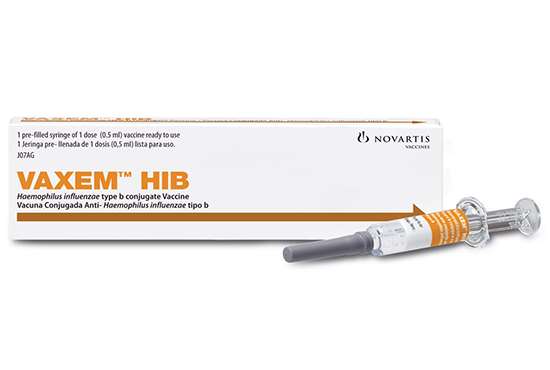 VAXEM™ HIB
1 pre-filled syringe of 1 dose (0.5 ml) vaccine ready to use
1 Jeringa pre- llenada de 1 dosis (0,5 ml) lista para uso.
J07AG
NOVARTIS
VACCINES
VAXEM™ HIB
Haemophilus influenzae type b conjugate Vaccine
Vacuna Conjugada Anti- Haemophilus influenzae tipo b